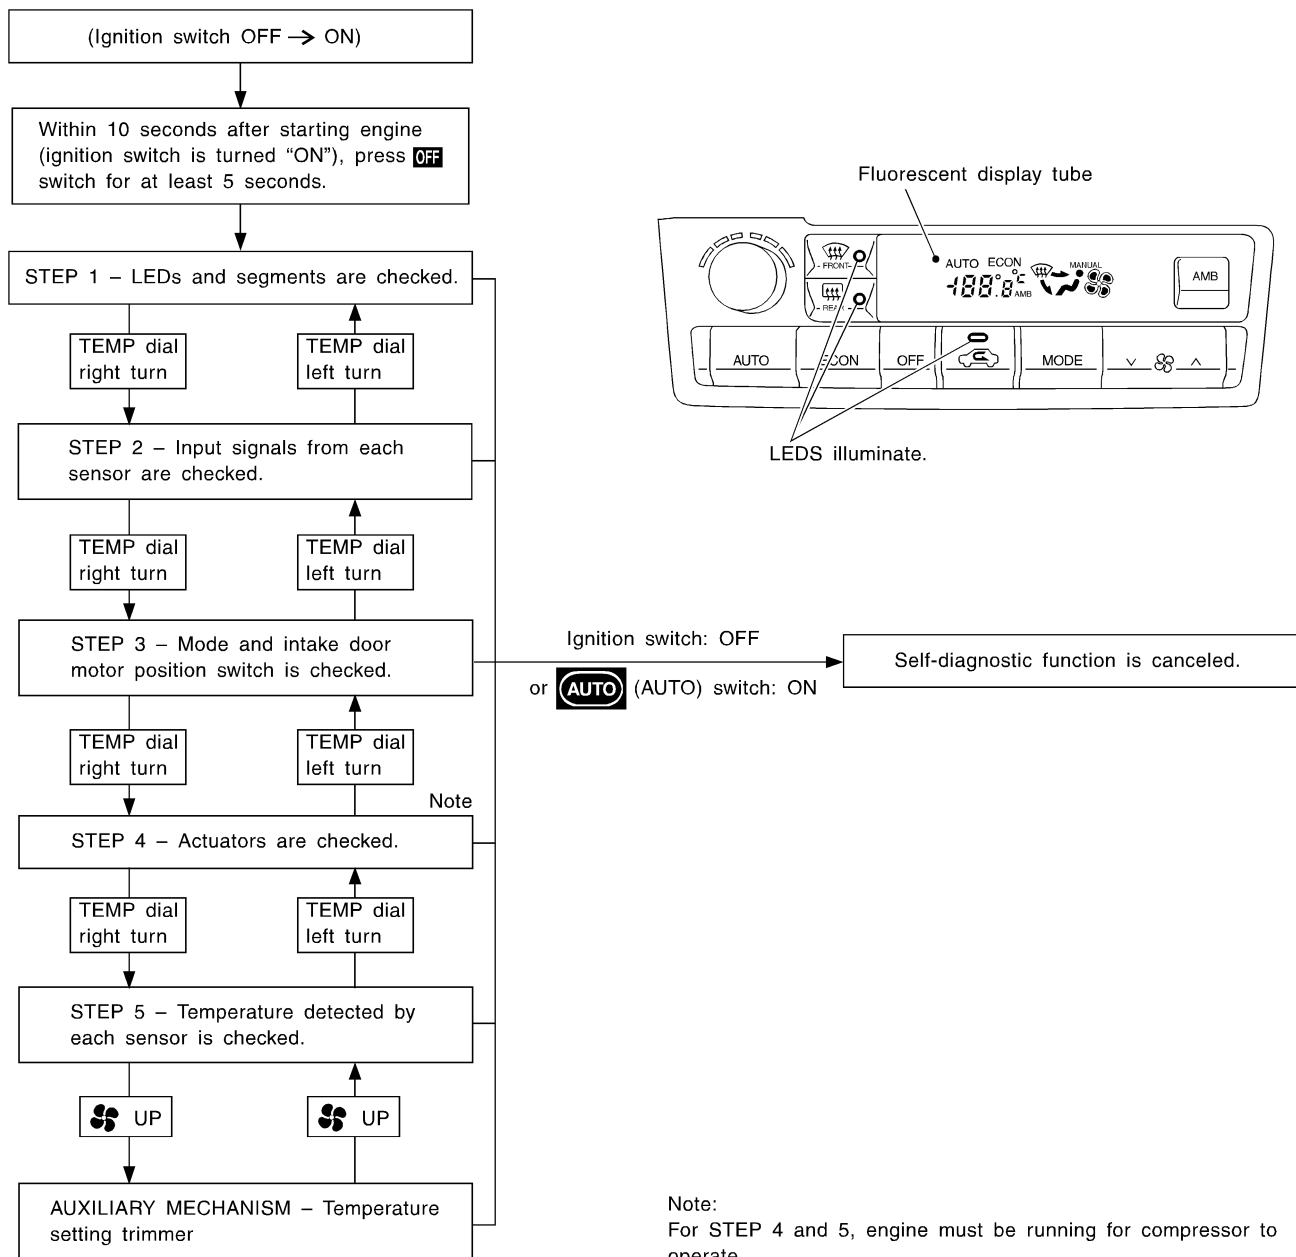 (Ignition switch OFF → ON)
Within 10 seconds after starting engine
(ignition switch is turned “ON”), press OFF
switch for at least 5 seconds.
STEP 1 – LEDs and segments are checked.
TEMP dial
right turn
TEMP dial
left turn
STEP 2 – Input signals from each
sensor are checked.
TEMP dial
right turn
TEMP dial
left turn
STEP 3 – Mode and intake door
motor position switch is checked.
TEMP dial
right turn
TEMP dial
left turn
Note
STEP 4 – Actuators are checked.
TEMP dial
right turn
TEMP dial
left turn
STEP 5 – Temperature detected by
each sensor is checked.
UP
UP
AUXILIARY MECHANISM – Temperature
setting trimmer
Ignition switch: OFF
or AUTO (AUTO) switch: ON
Self-diagnostic function is canceled.
Fluorescent display tube
FRONT
REAR
AUTO ECON
MANUAL
AMB
AMB
AUTO
ECON
OFF
MODE
LEDS illuminate.
Note:
For STEP 4 and 5, engine must be running for compressor to
operate